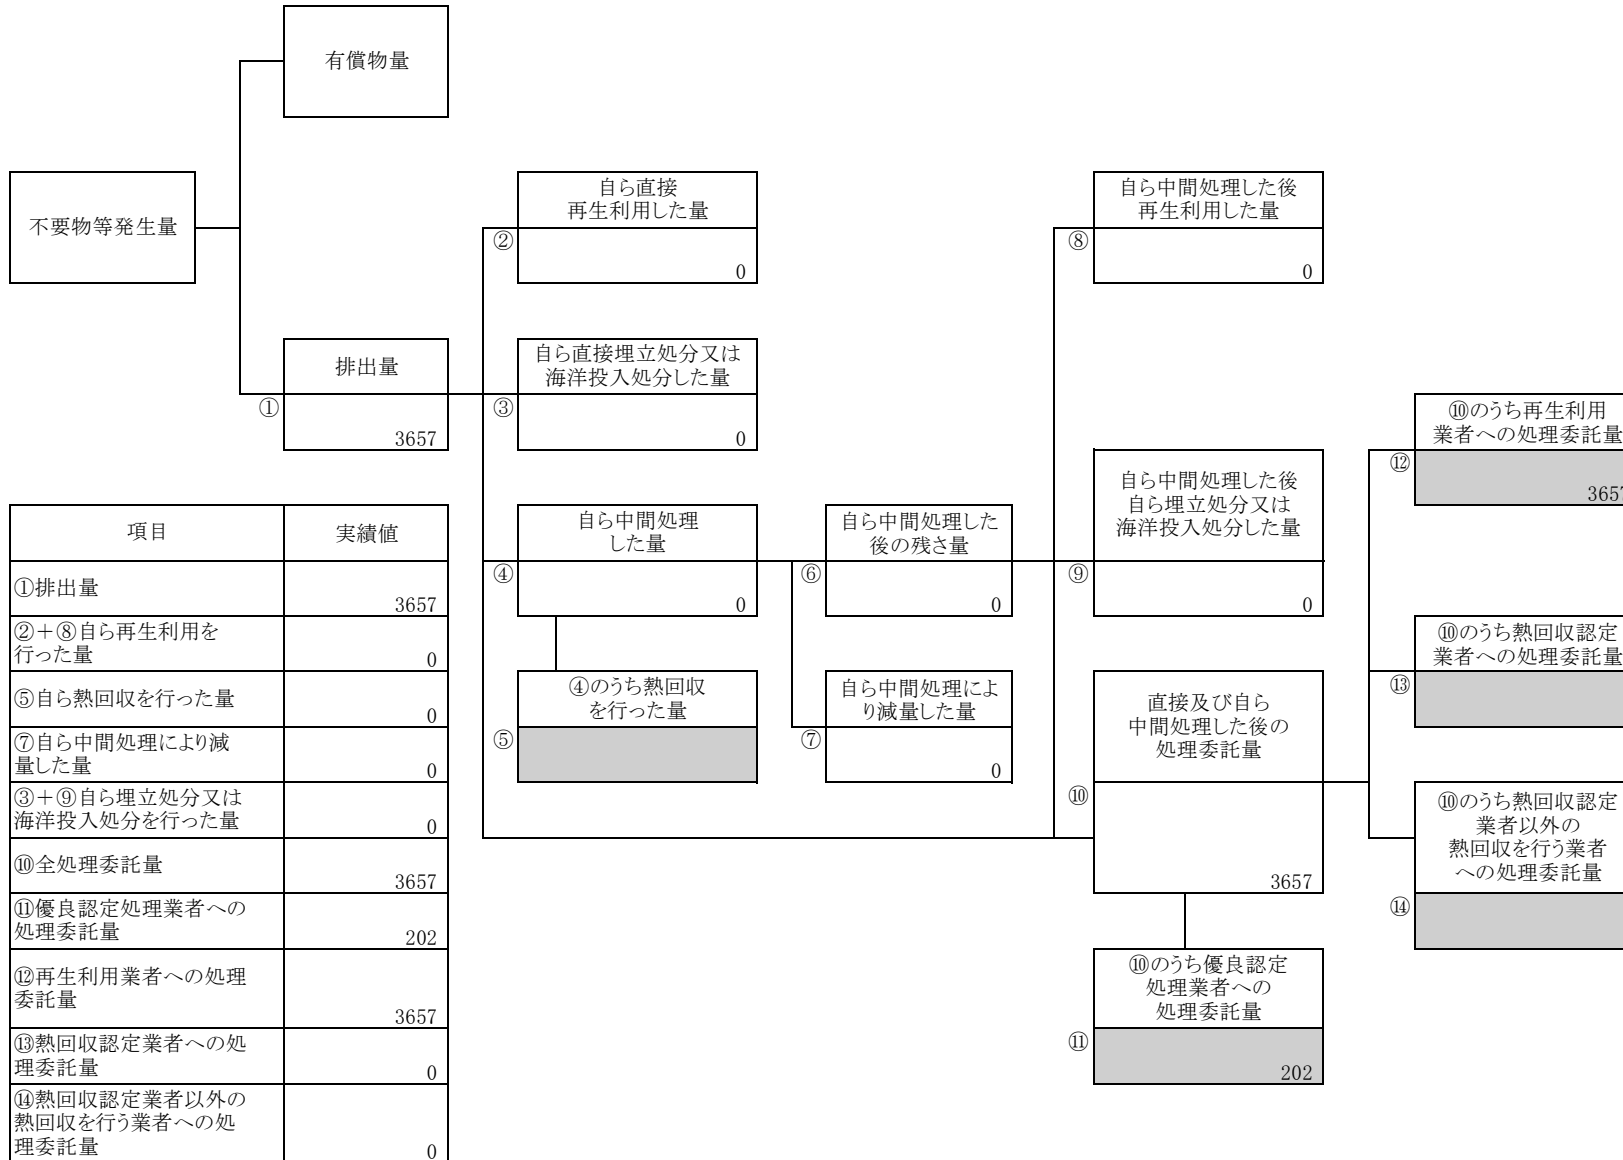 有償物量
不要物等発生量
自ら直接
再生利用した量
②
0
自ら中間処理した後
再生利用した量
⑧
0
排出量
①
3657
自ら直接埋立処分又は
海洋投入処分した量
③
0
⑩のうち再生利用
業者への処理委託量
⑫
3657
自ら中間処理
した量
④
0
自ら中間処理した
後の残さ量
⑥
0
自ら中間処理した後
自ら埋立処分又は
海洋投入処分した量
⑨
0
⑩のうち熱回収認定
業者への処理委託量
⑬
④のうち熱回収
を行った量
⑤
自ら中間処理によ
り減量した量
⑦
0
直接及び自ら
中間処理した後の
処理委託量
⑩
3657
⑩のうち熱回収認定
業者以外の
熱回収を行う業者
への処理委託量
⑭
⑩のうち優良認定
処理業者への
処理委託量
⑪
202
項目 実績値
①排出量
3657
②＋⑧自ら再生利用を
行った量 0
⑤自ら熱回収を行った量
0
⑦自ら中間処理により減
量した量 0
③＋⑨自ら埋立処分又は
海洋投入処分を行った量 0
⑩全処理委託量
3657
⑪優良認定処理業者への
処理委託量 202
⑫再生利用業者への処理
委託量
3657
⑬熱回収認定業者への処
理委託量 0
⑭熱回収認定業者以外の
熱回収を行う業者への処
理委託量 0